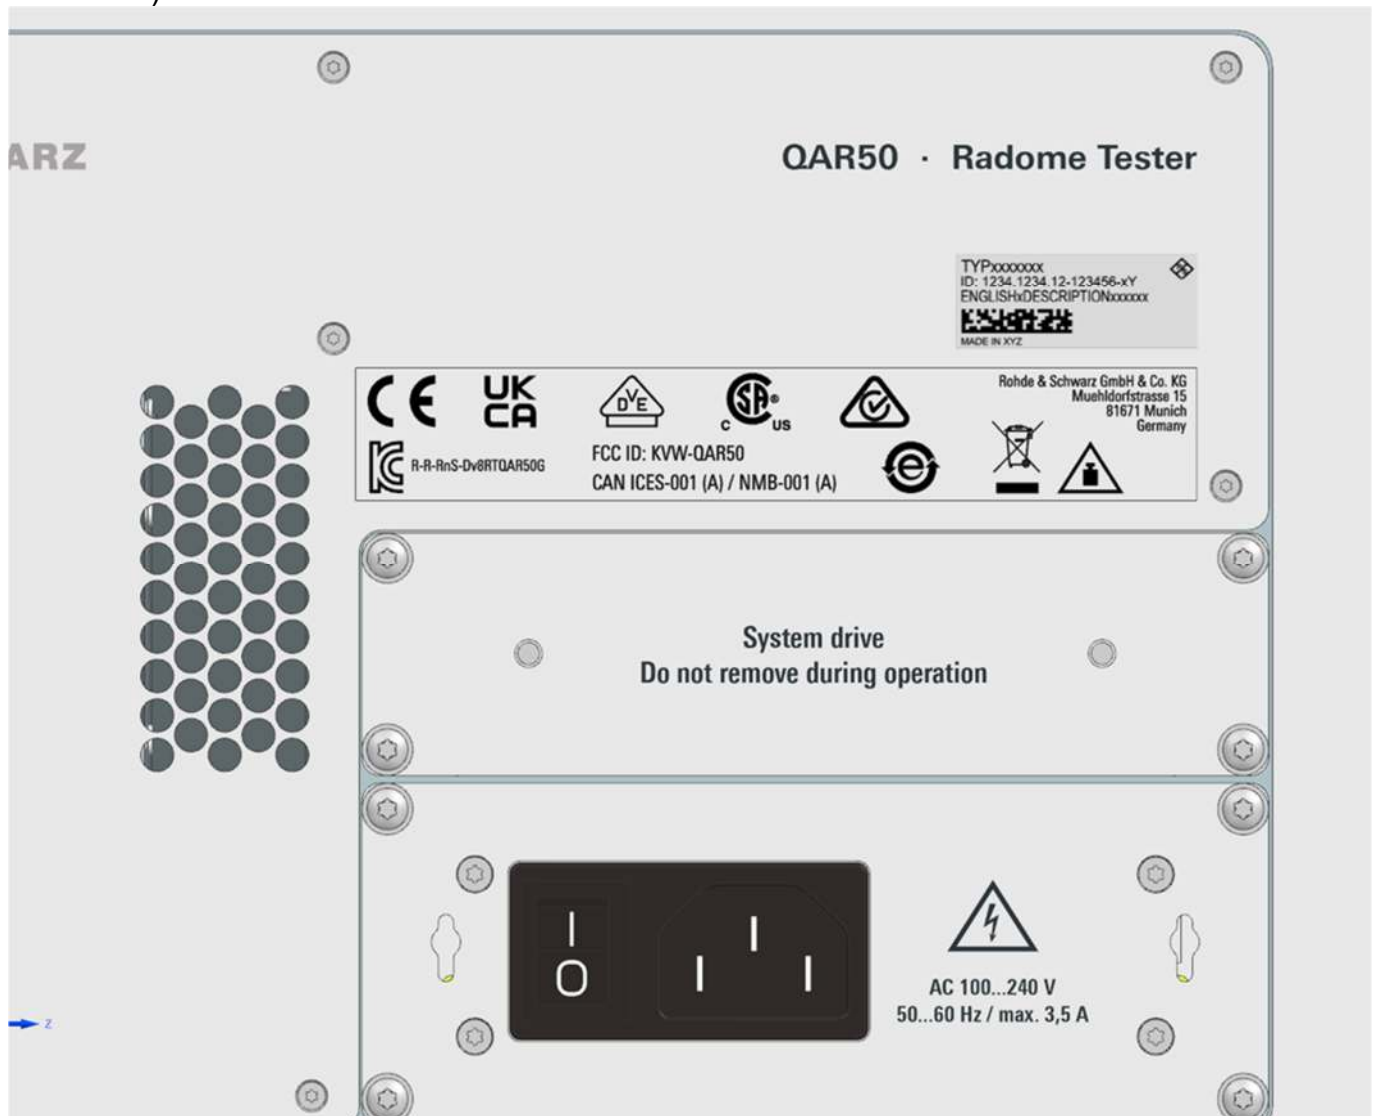 ARZ
QAR50 · Radome Tester
TYPxxxxxxx
ID: 1234.1234.12-123456-xY
ENGLISHxDESCRIPTIONxxxxxx
MADE IN XYZ
CE
UK
CA
DVE
SA®
C US
Rohde & Schwarz GmbH & Co. KG
Muehldorfstrasse 15
81671 Munich
Germany
R-R-RnS-Dv8RTQAR50G
FCC ID: KVW-QAR50
CAN ICES-001 (A) / NMB-001 (A)
e
System drive
Do not remove during operation
I
O
AC 100...240 V
50...60 Hz / max. 3,5 A
z